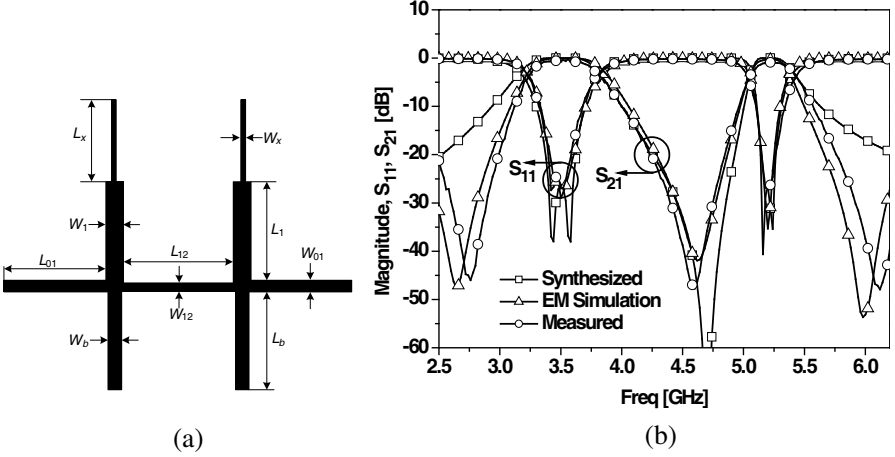 L_x
W_x
W_1
L_12
L_1
L_01
W_01
W_12
W_b
L_b
(a)
10
0
-10
-20
-30
-40
-50
-60
Magnitude, S_11, S_21 [dB]
S_11
S_21
Synthesized
EM Simulation
Measured
2.5 3.0 3.5 4.0 4.5 5.0 5.5 6.0
Freq [GHz]
(b)